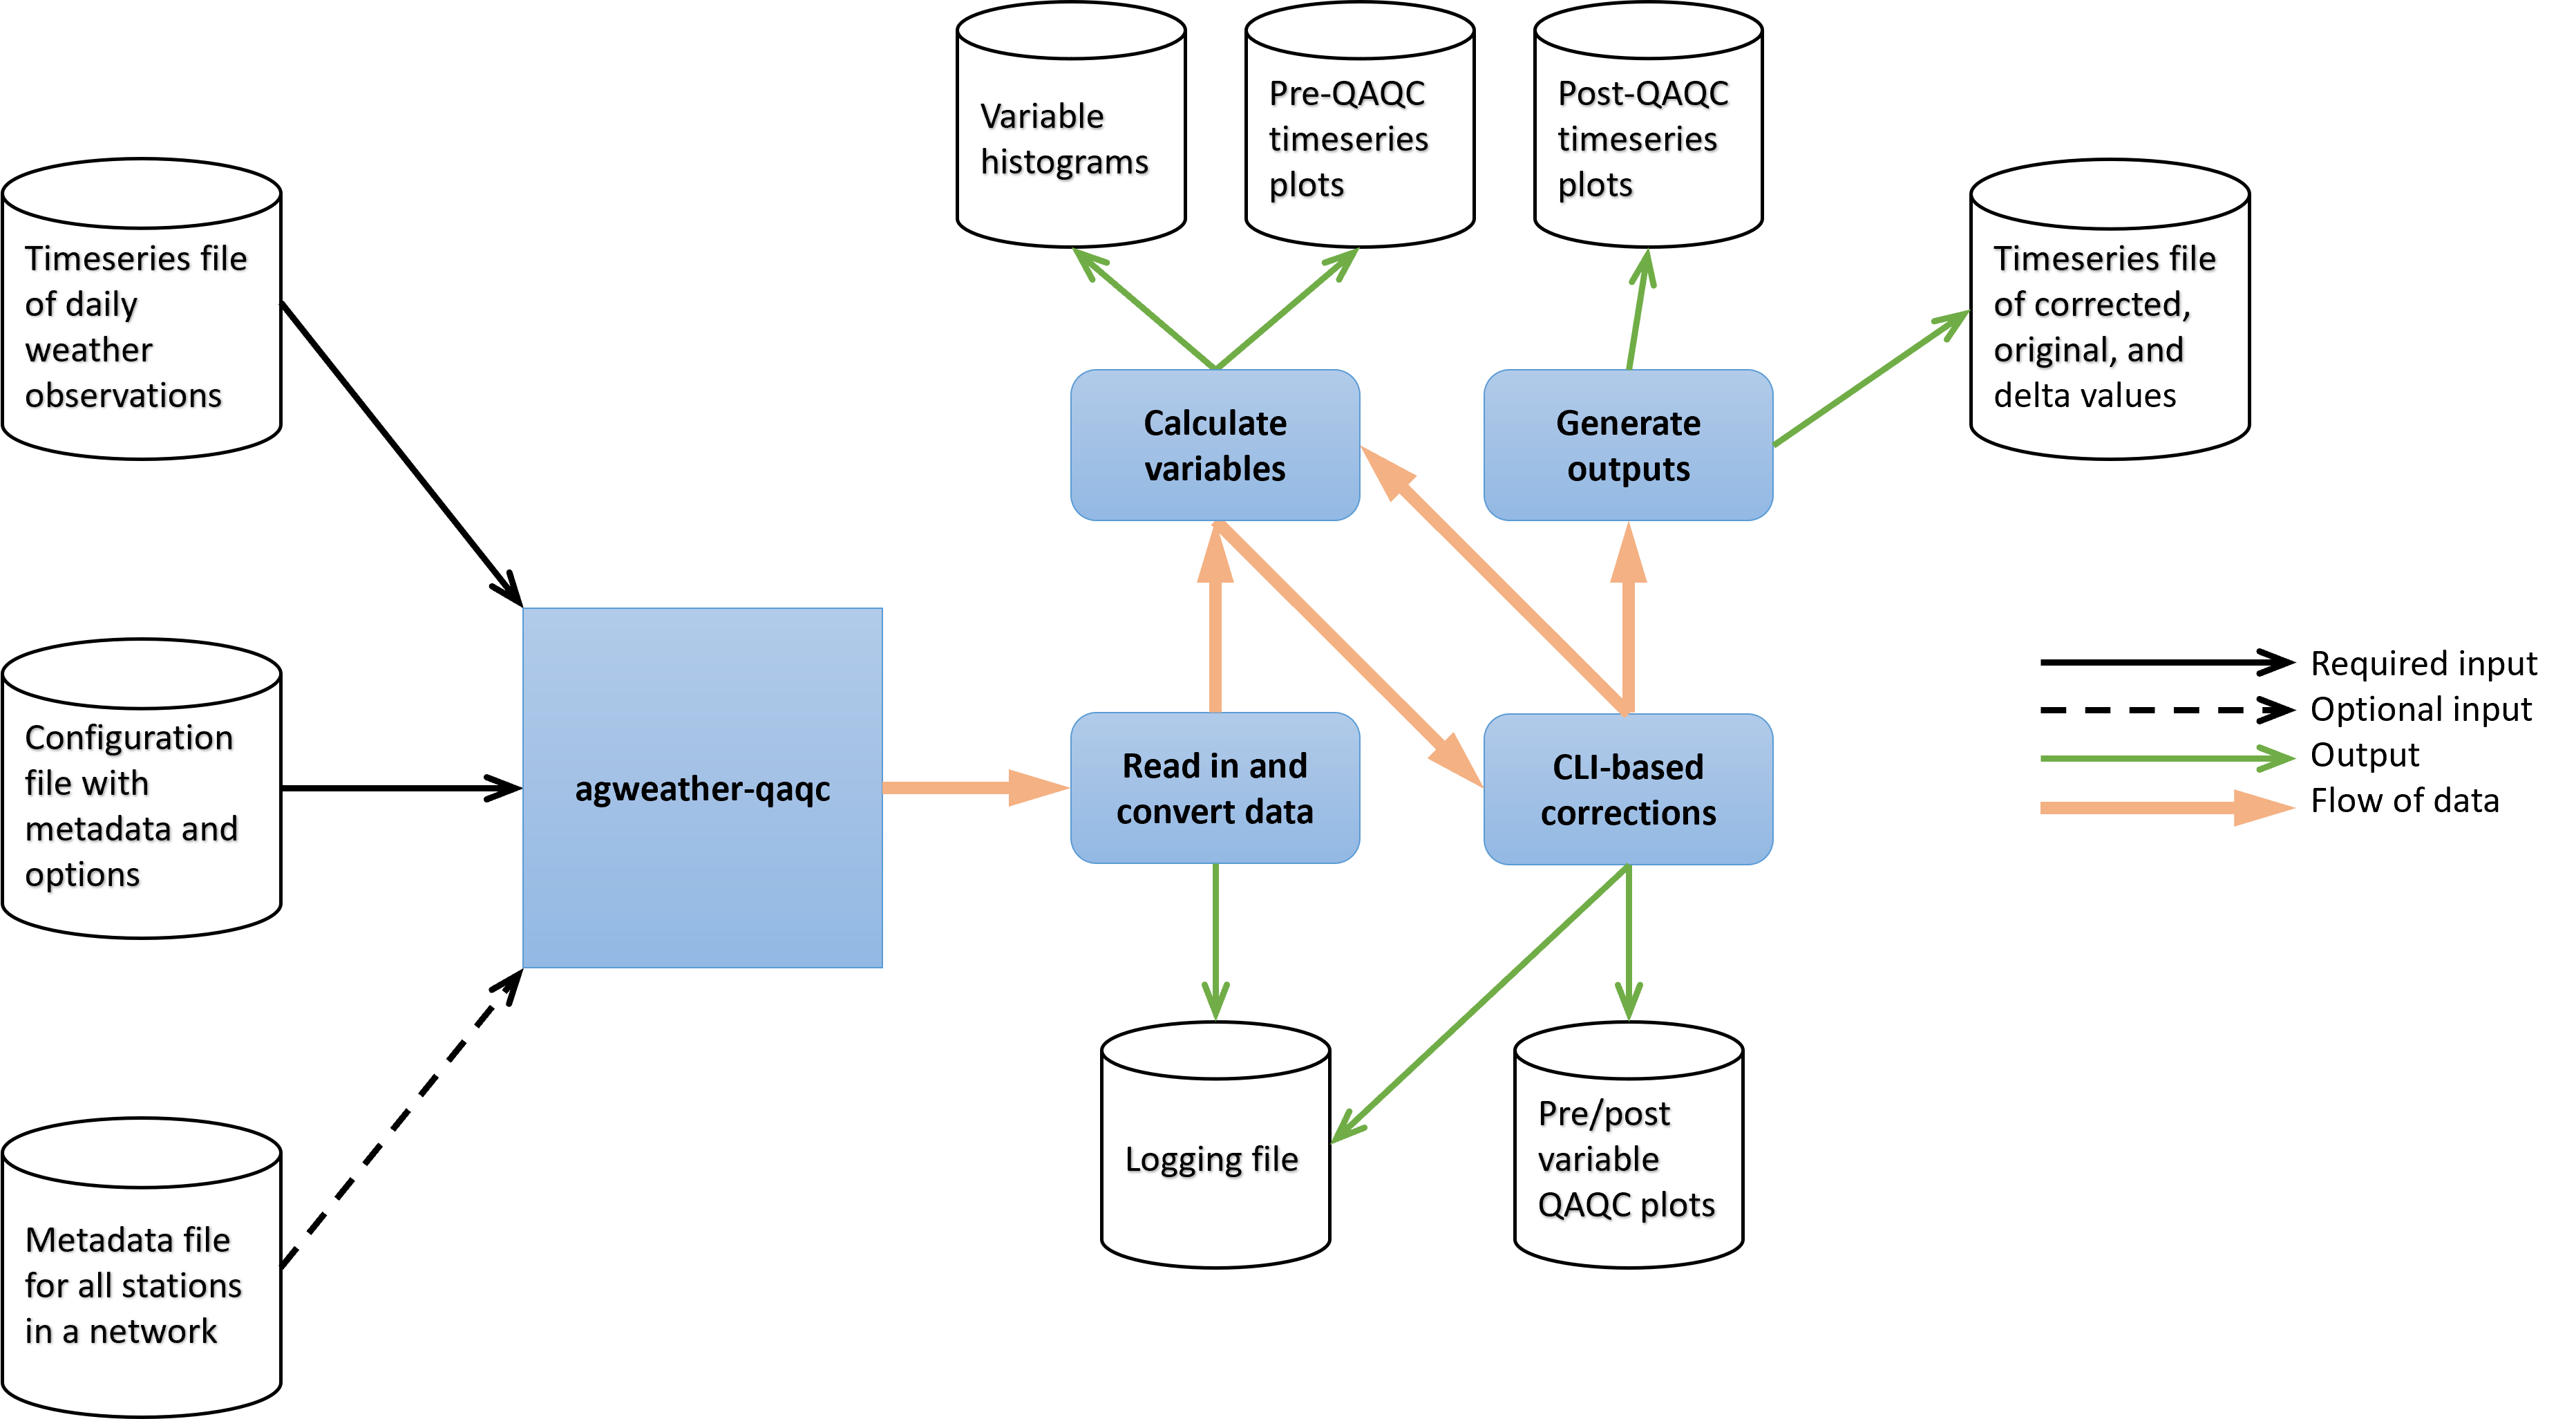 Variable
histograms
Pre-QAQC
timeseries
plots
Post-QAQC
timeseries
plots
Timeseries file
of daily
weather
observations
Timeseries file
of corrected,
original, and
delta values
Calculate
variables
Generate
outputs
Configuration
file with
metadata and
options
agweather-qaqc
Read in and
convert data
CLI-based
corrections
Required input
Optional input
Output
Flow of data
Metadata file
for all stations
in a network
Logging file
Pre/post
variable
QAQC plots